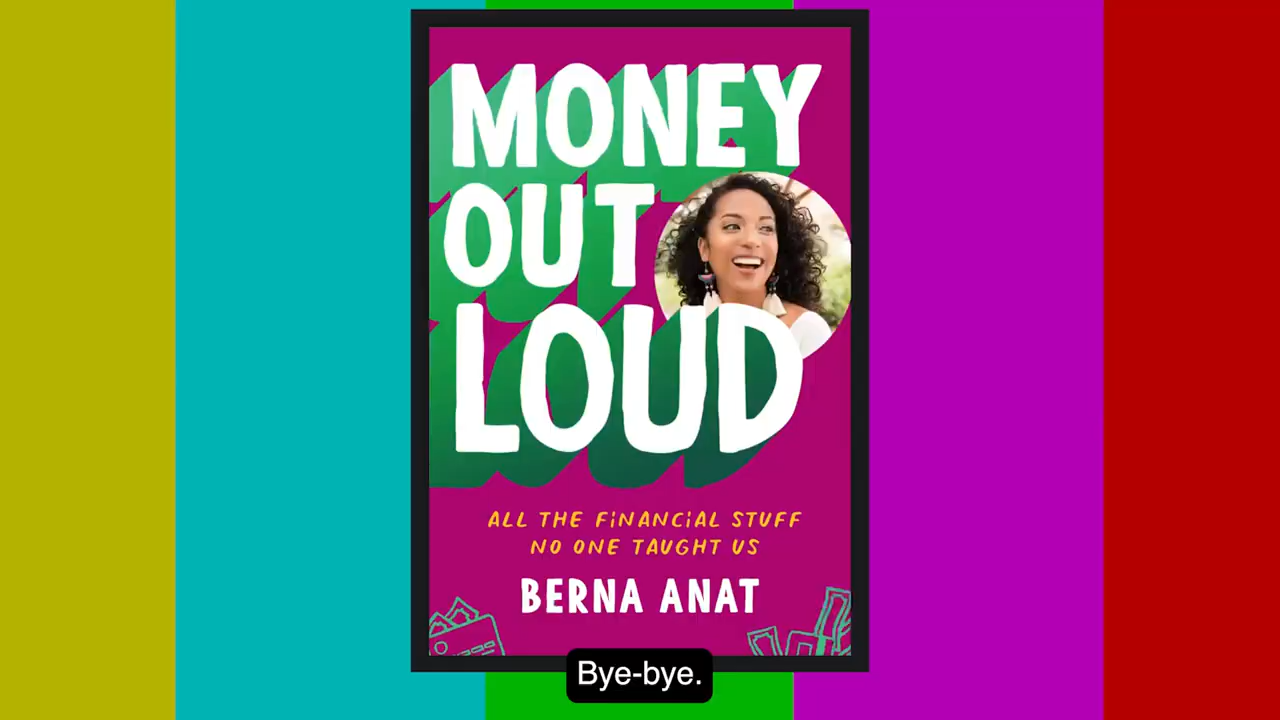 MONEY
OUT
LOUD
ALL THE FINANCIAL STUFF
NO ONE TAUGHT US
BERNA ANAT
Bye-bye.